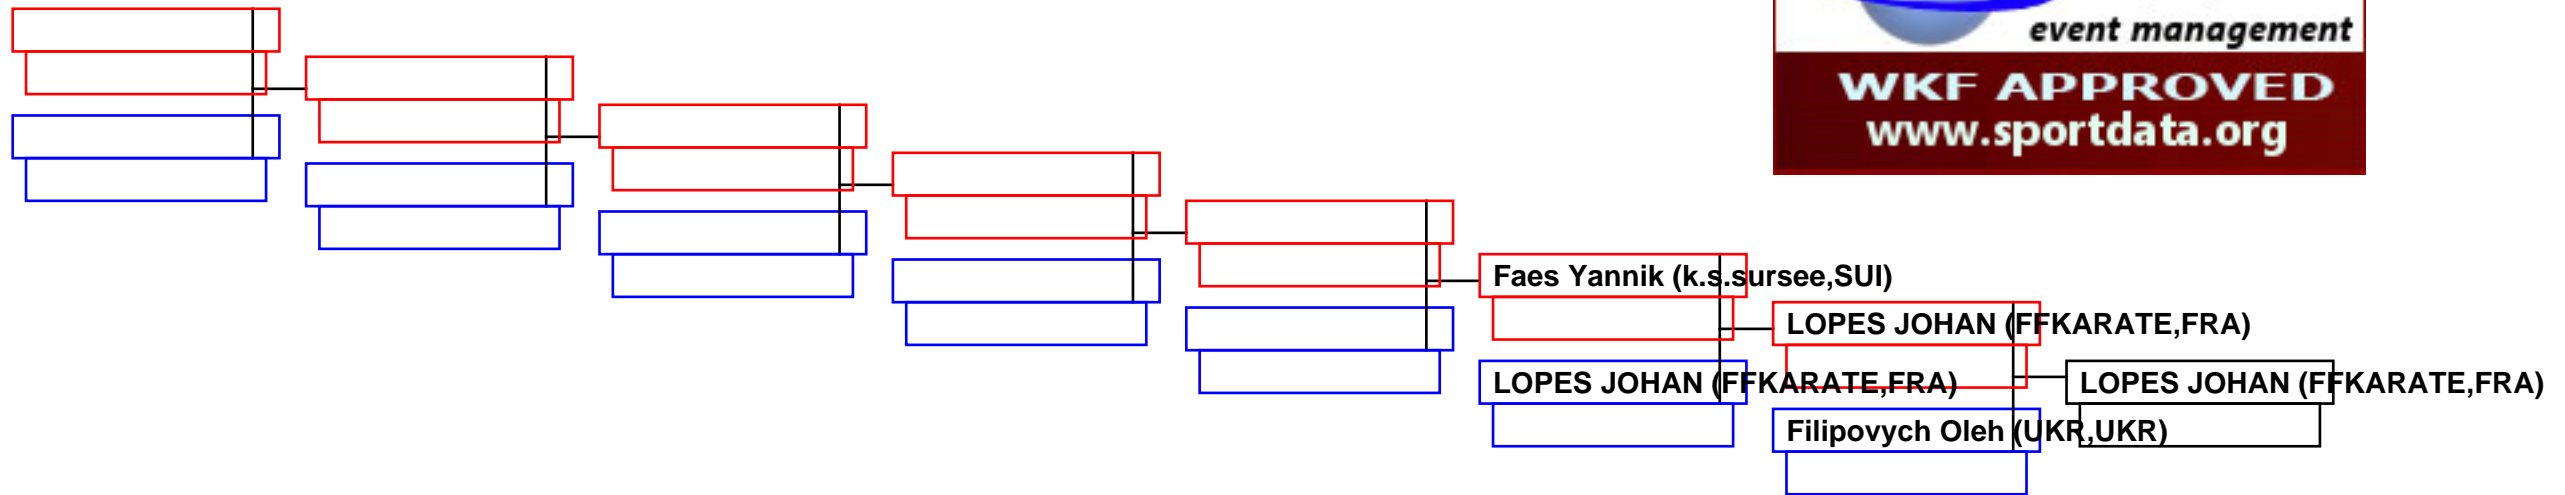 event management
WKF APPROVED
www.sportdata.org
Faes Yannik (k.s.sursee,SUI)
LOPES JOHAN (FFKARATE,FRA)
LOPES JOHAN (FFKARATE,FRA)
LOPES JOHAN (FFKARATE,FRA)
Filipovych Oleh (UKR,UKR)